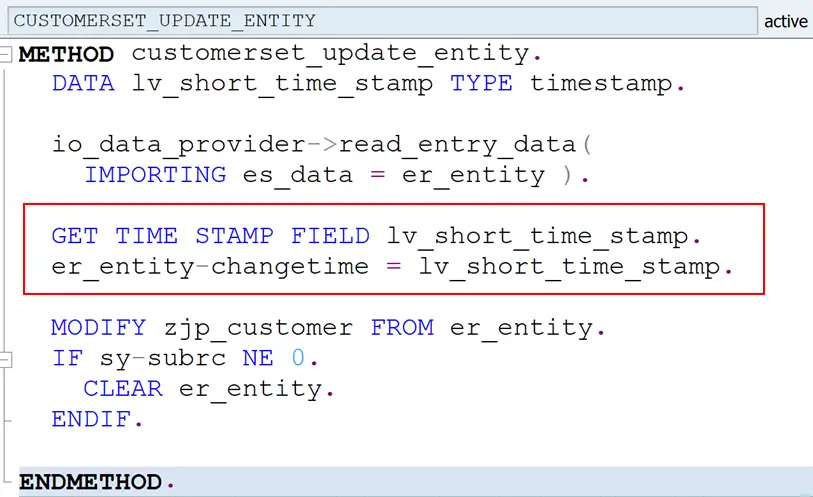 CUSTOMERSET_UPDATE_ENTITY
active
METHOD customerset_update_entity.
DATA lv_short_time_stamp TYPE timestamp.
io_data_provider->read_entry_data(
IMPORTING es_data = er_entity ).
GET TIME STAMP FIELD lv_short_time_stamp.
er_entity-changetime = lv_short_time_stamp.
MODIFY zjp_customer FROM er_entity.
IF sy-subrc NE 0.
CLEAR er_entity.
ENDIF.
ENDMETHOD.